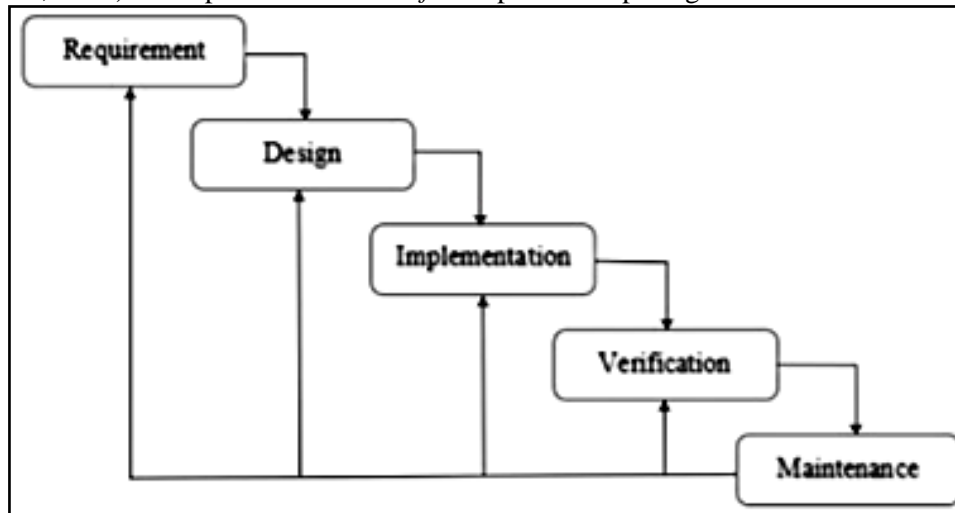 Requirement
Design
Implementation
Verification
Maintenance